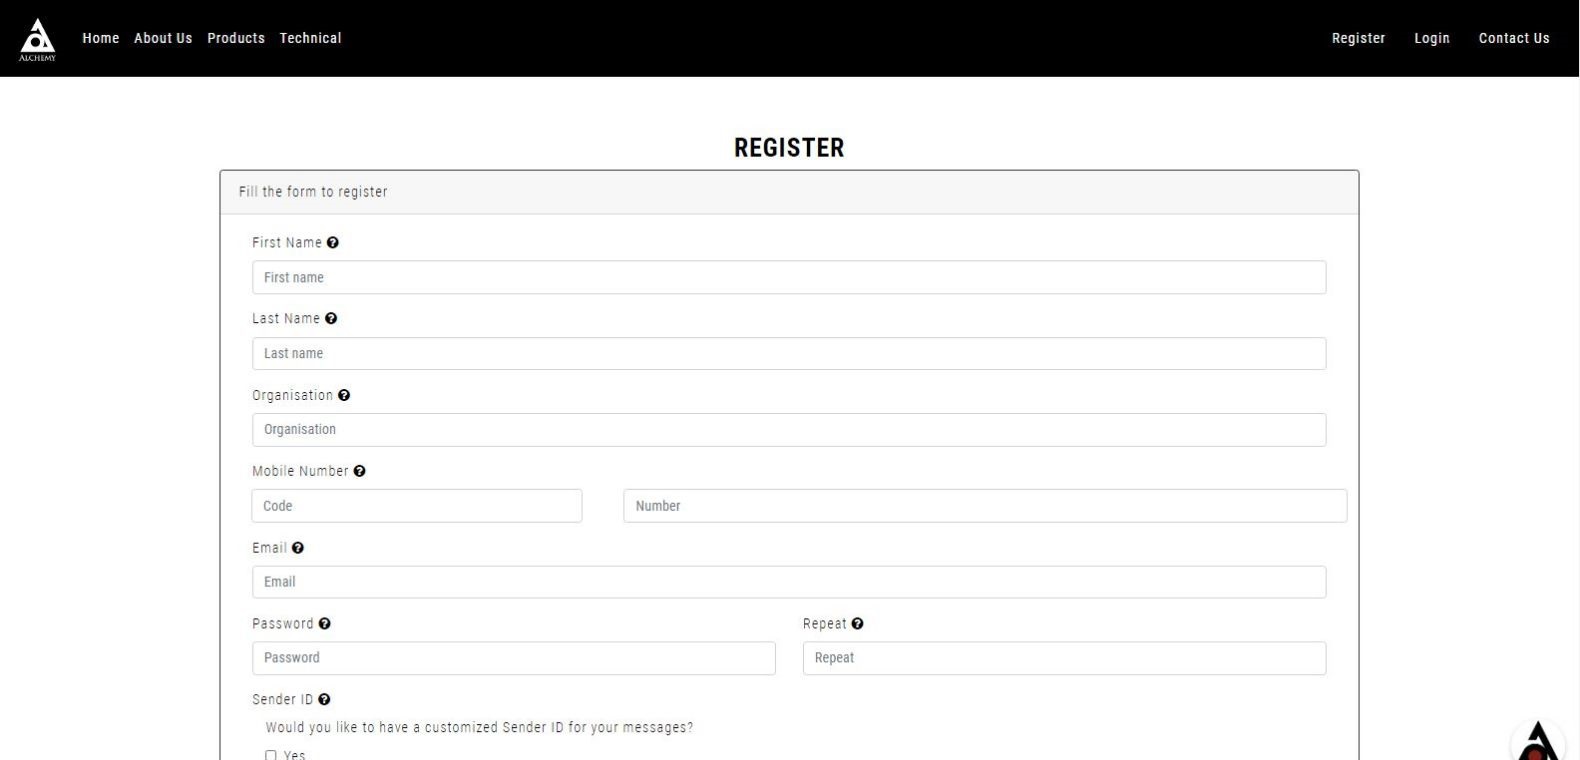 Home About Us Products Technical Register Login Contact Us
ALCHEMY
REGISTER
Fill the form to register
First Name
First name
Last Name
Last name
Organisation
Organisation
Mobile Number
Code Number
Email
Email
Password Repeat
Password Repeat
Sender ID
Would you like to have a customized Sender ID for your messages?
Yes